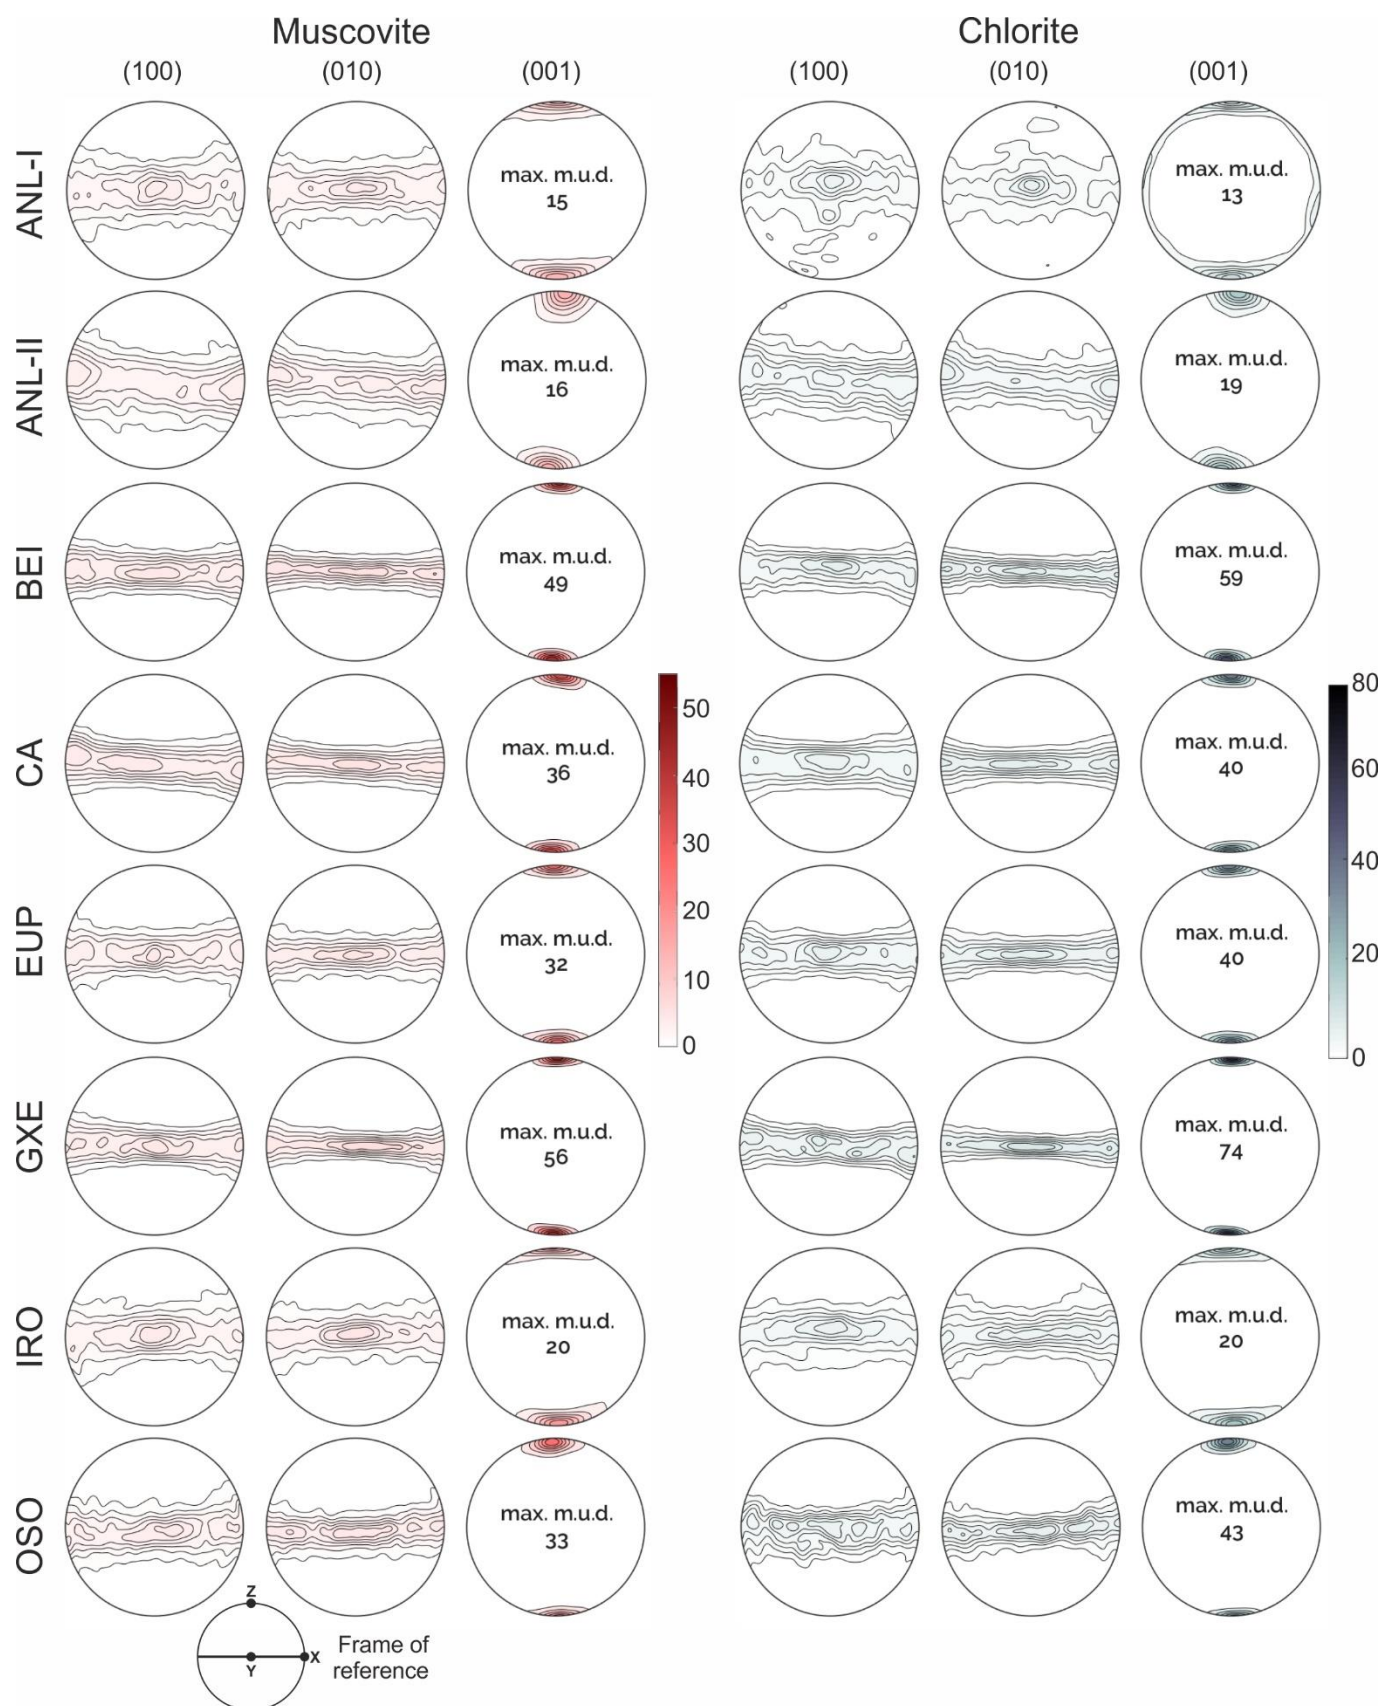 Muscovite Chlorite
(100) (010) (001) (100) (010) (001)
ANL-I
max. m.u.d.
15
max. m.u.d.
13
ANL-II
max. m.u.d.
16
max. m.u.d.
19
BEI
max. m.u.d.
49
max. m.u.d.
59
CA
max. m.u.d.
36
max. m.u.d.
40
50
40
30
20
10
0
80
60
40
20
0
EUP
max. m.u.d.
32
max. m.u.d.
40
GXE
max. m.u.d.
56
max. m.u.d.
74
IRO
max. m.u.d.
20
max. m.u.d.
20
OSO
max. m.u.d.
33
max. m.u.d.
43
Z
X
Y
Frame of
reference